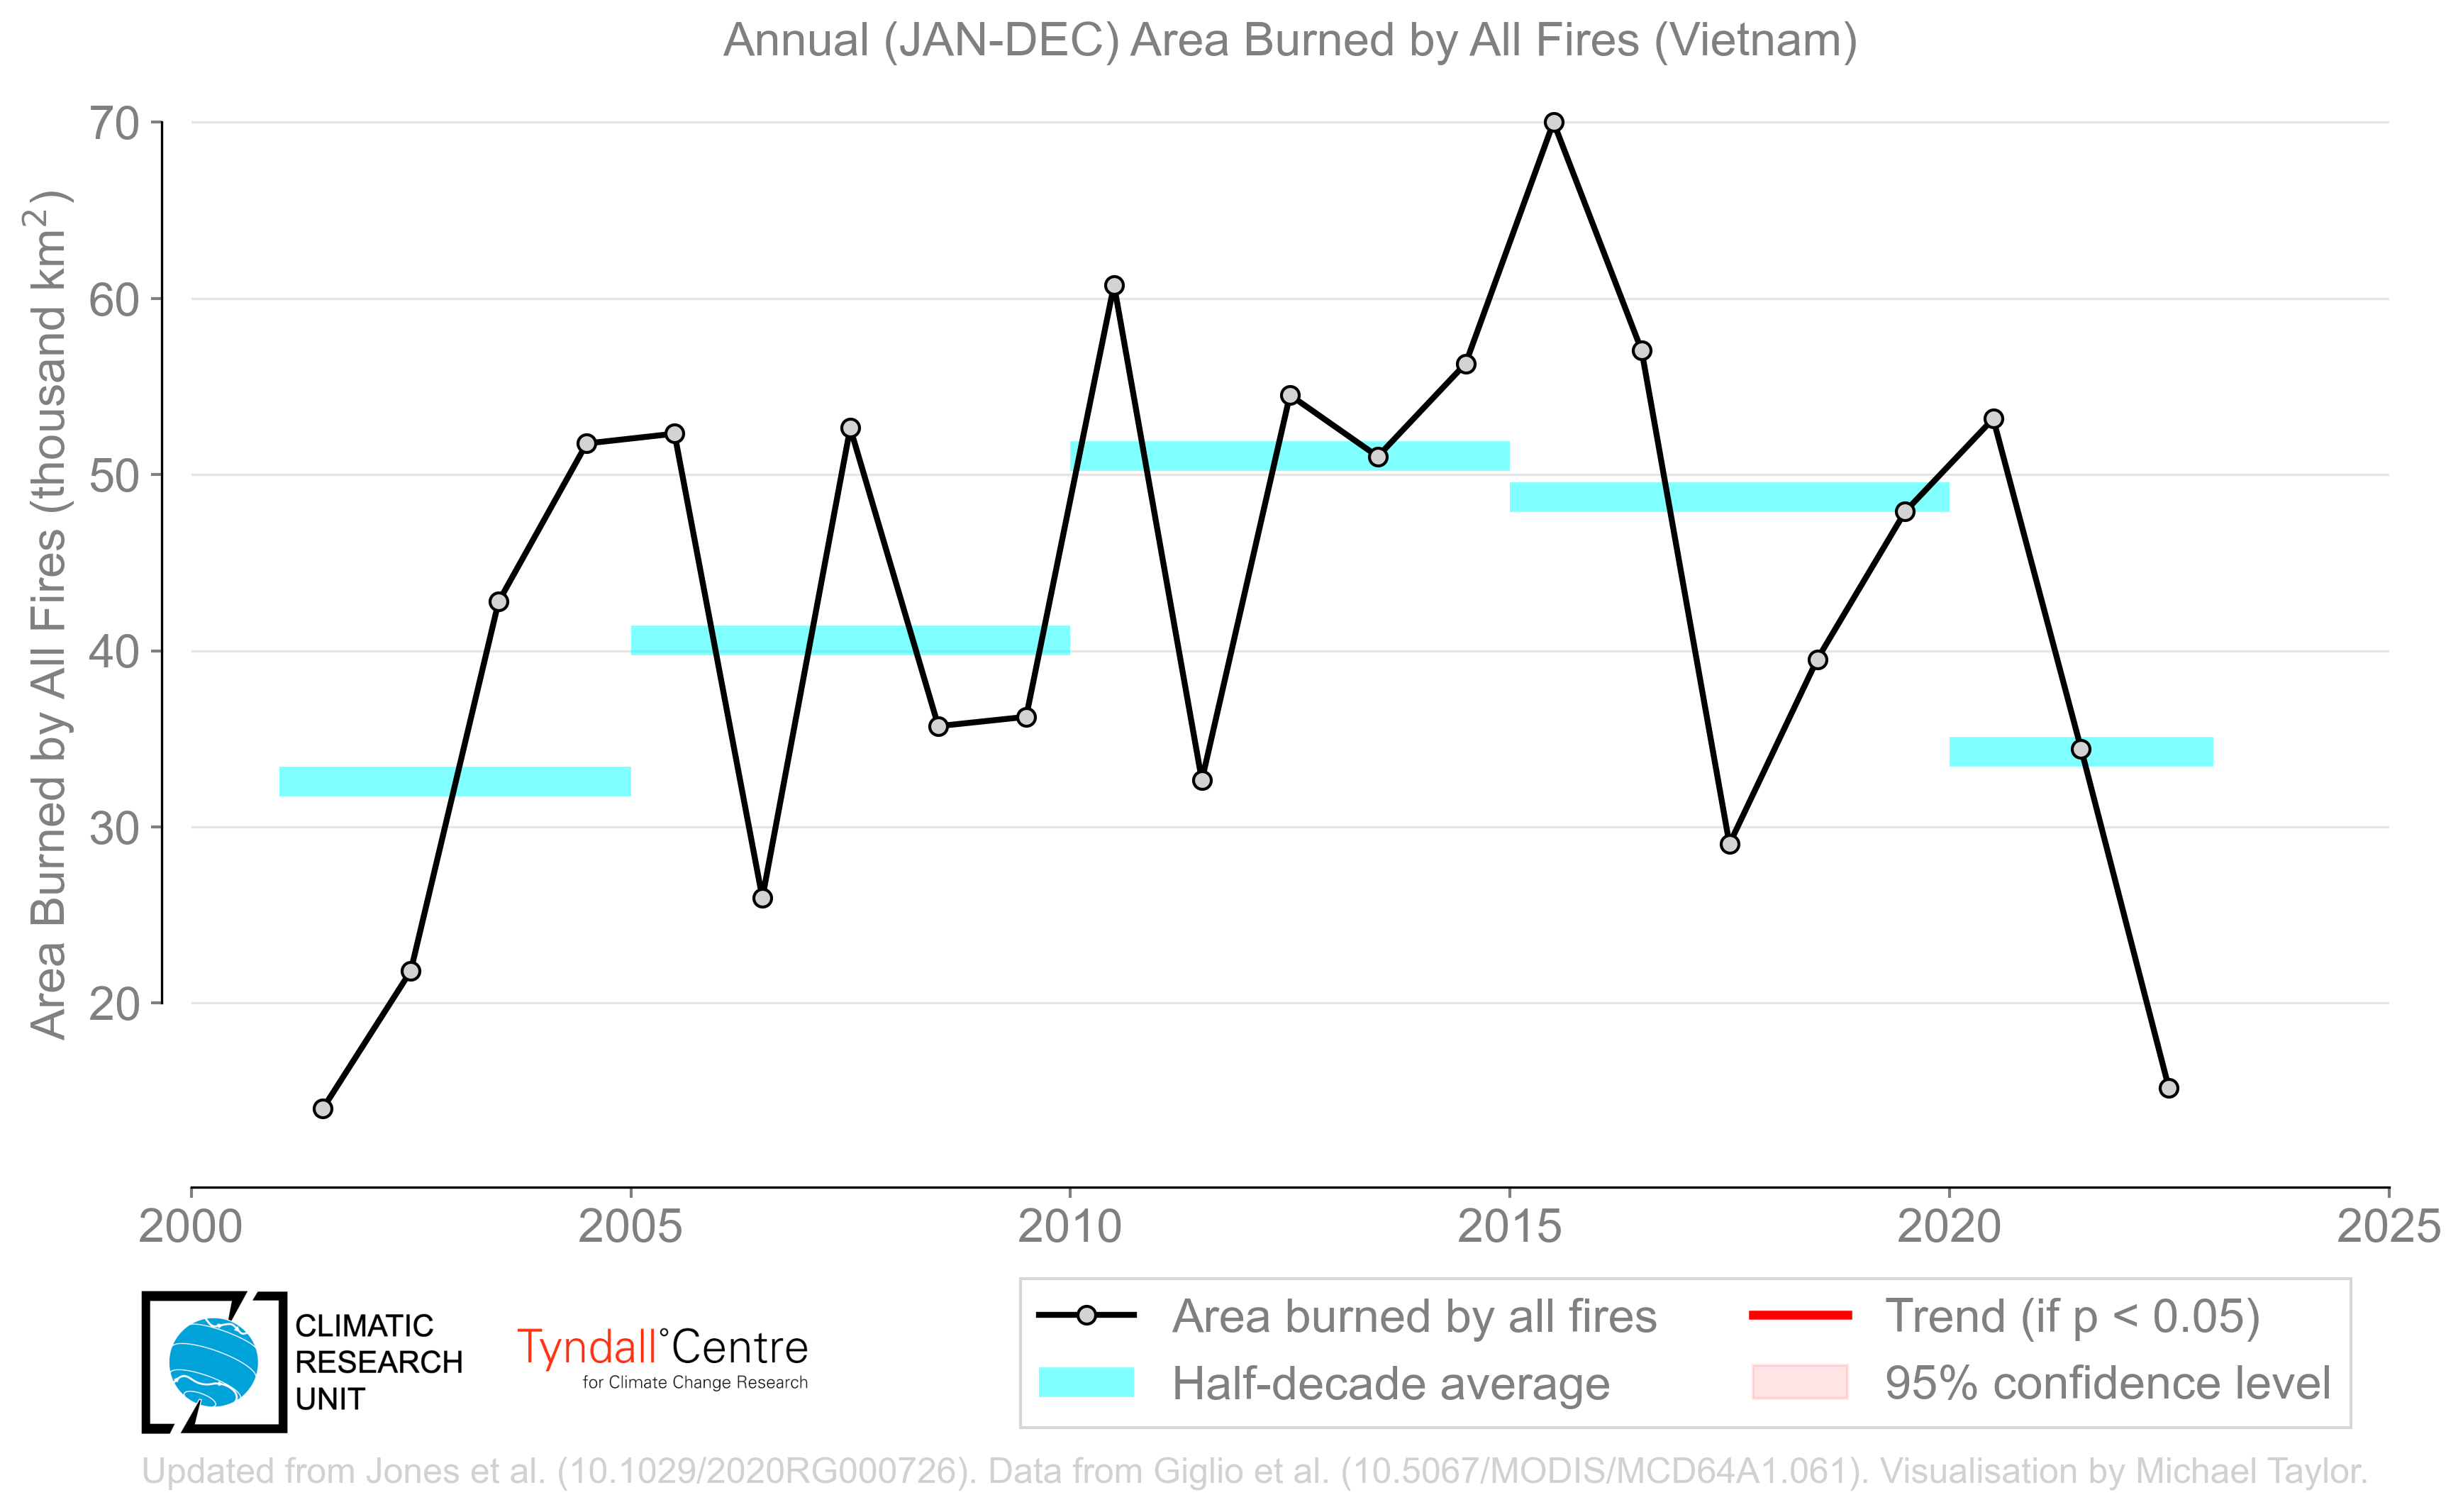 Annual (JAN-DEC) Area Burned by All Fires (Vietnam)
Area Burned by All Fires (thousand km²)
70
60
50
40
30
20
2000 2005 2010 2015 2020 2025
CLIMATIC
RESEARCH
UNIT
Tyndall°Centre
for Climate Change Research
Area burned by all fires
Half-decade average
Trend (if p < 0.05)
95% confidence level
Updated from Jones et al. (10.1029/2020RG000726). Data from Giglio et al. (10.5067/MODIS/MCD64A1.061). Visualisation by Michael Taylor.